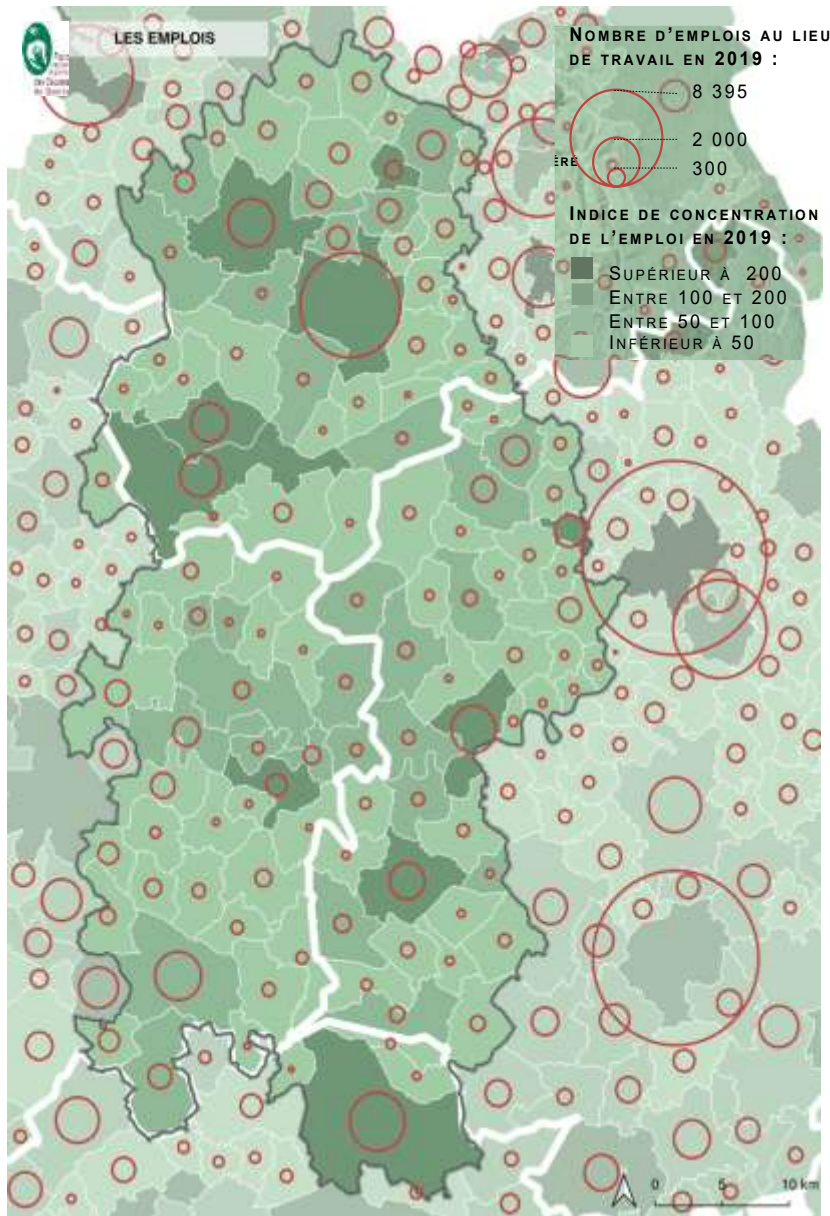 LES EMPLOIS
NOMBRE D'EMPLOIS AU LIEU
DE TRAVAIL EN 2019 :
8 395
2 000
300
INDICE DE CONCENTRATION
DE L'EMPLOI EN 2019 :
SUPÉRIEUR À 200
ENTRE 100 ET 200
ENTRE 50 ET 100
INFÉRIEUR À 50
0 5 10 km